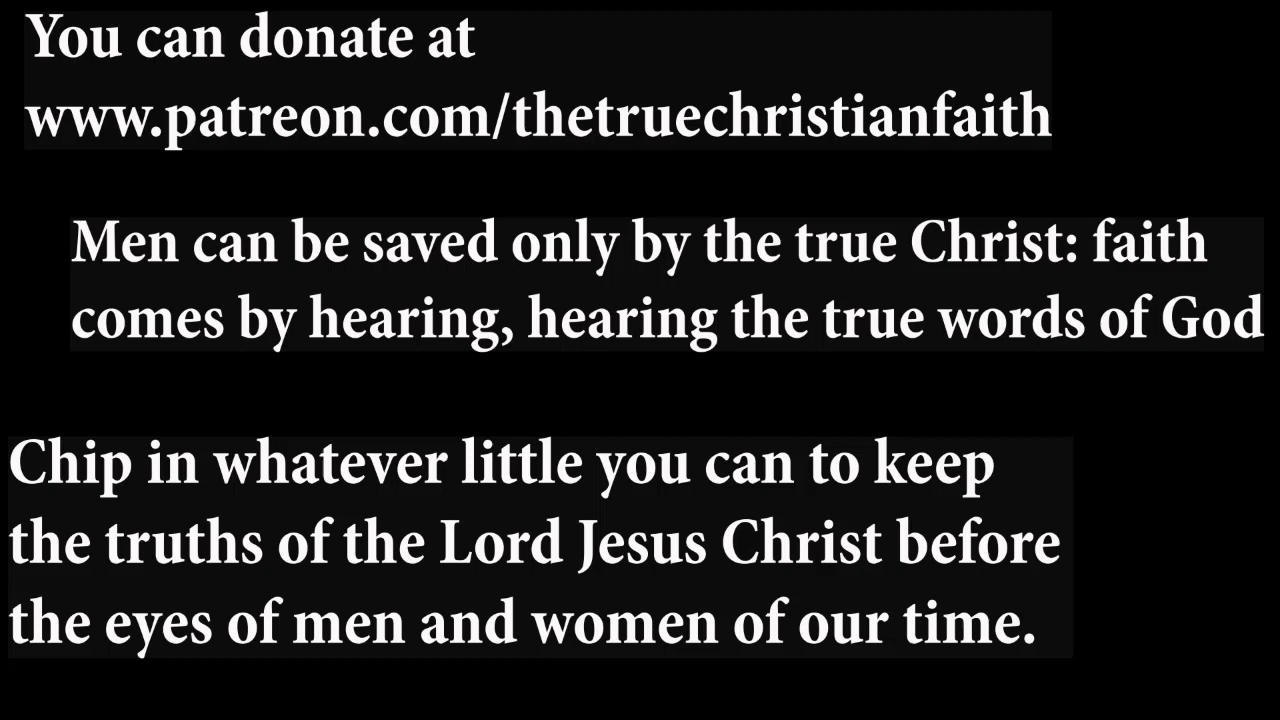 You can donate at
www.patreon.com/thetruechristianfaith
Men can be saved only by the true Christ: faith
comes by hearing, hearing the true words of God
Chip in whatever little you can to keep
the truths of the Lord Jesus Christ before
the eyes of men and women of our time.